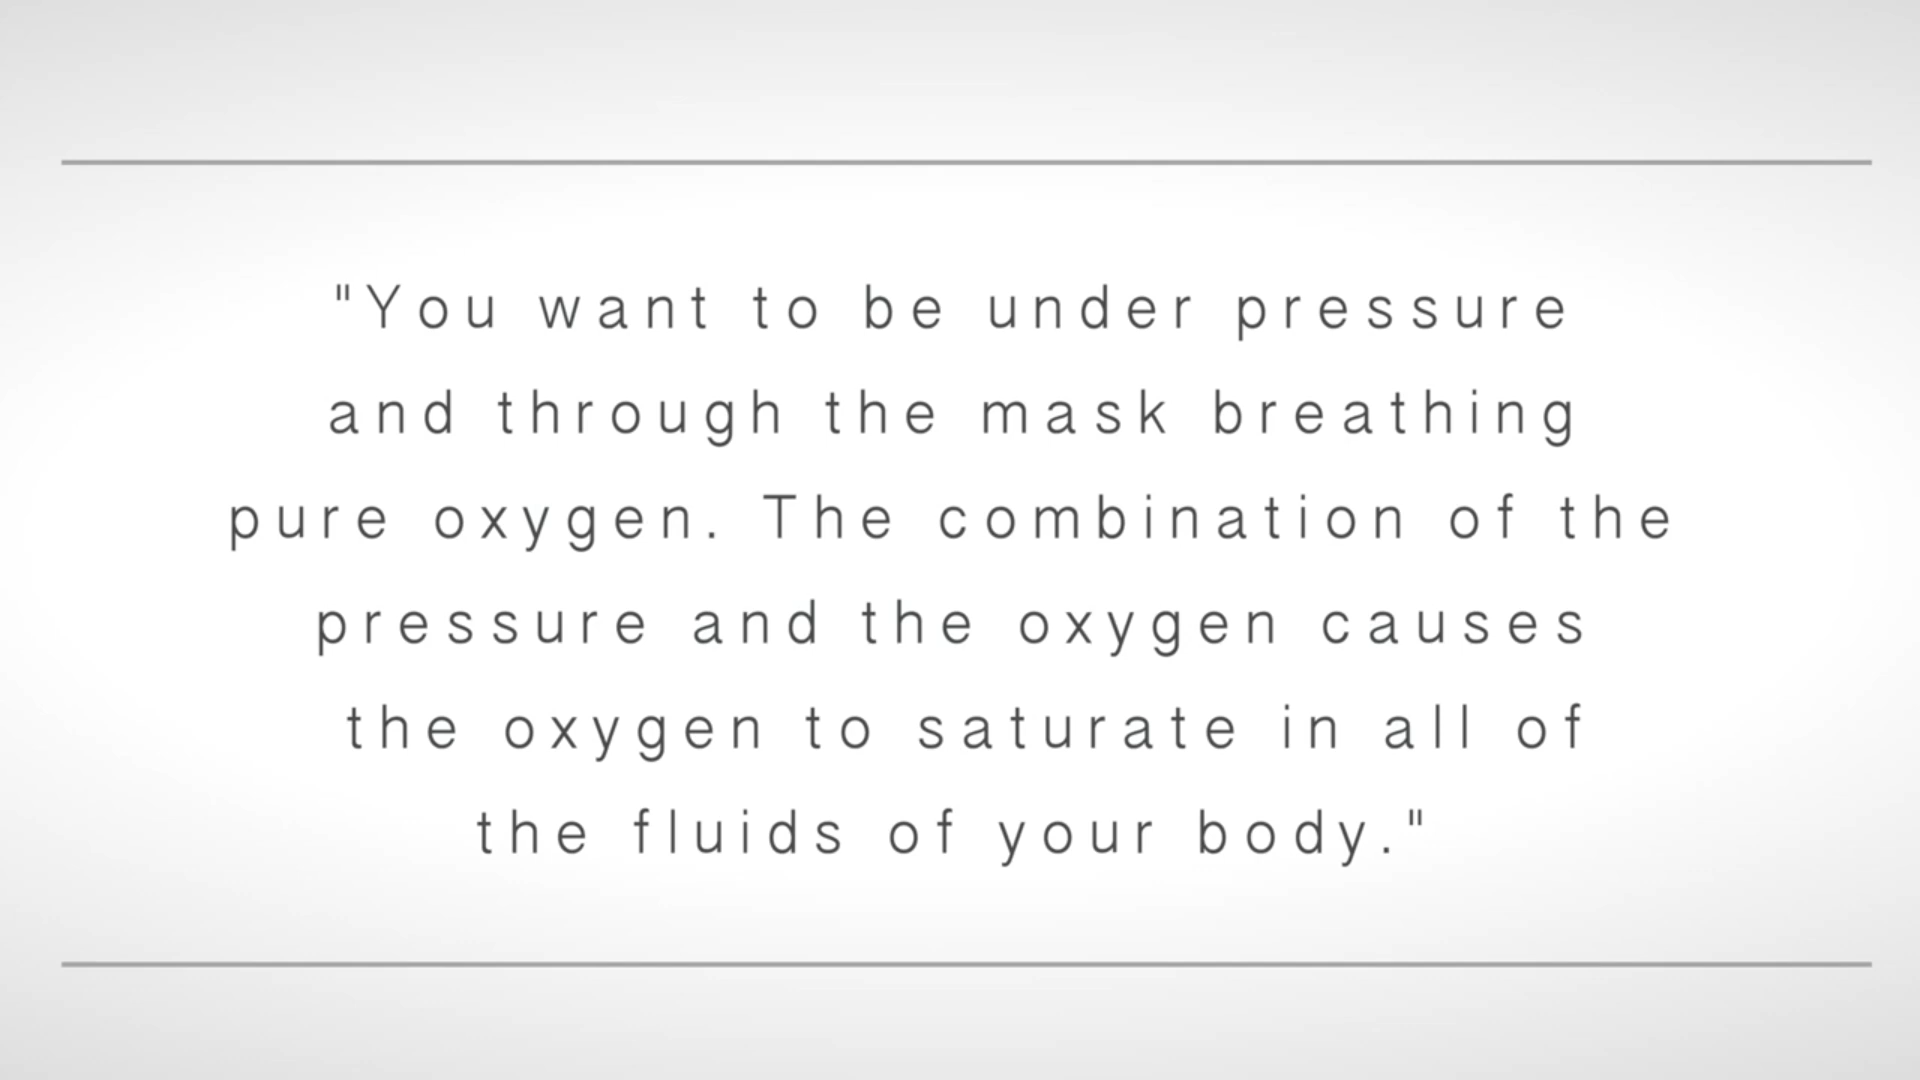 "You want to be under pressure
and through the mask breathing
pure oxygen. The combination of the
pressure and the oxygen causes
the oxygen to saturate in all of
the fluids of your body."